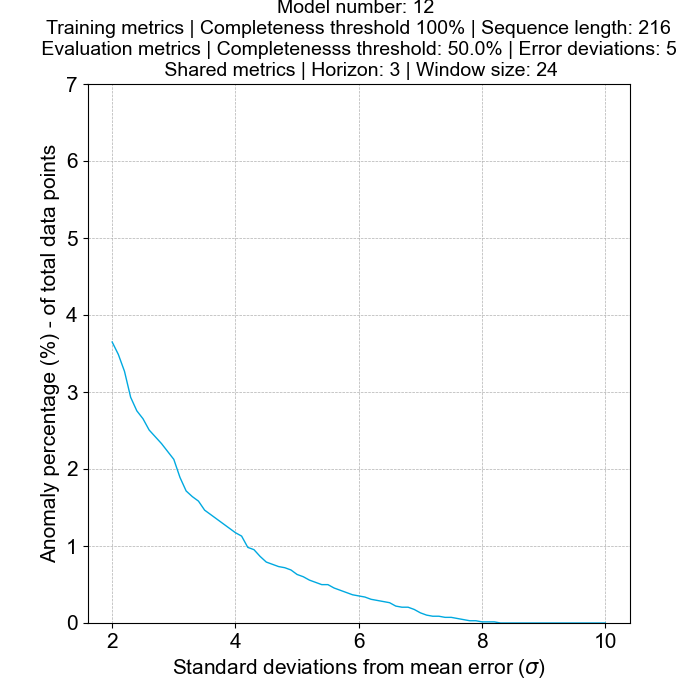 Model number: 12
Training metrics | Completeness threshold 100% | Sequence length: 216
Evaluation metrics | Completenesss threshold: 50.0% | Error deviations: 5
Shared metrics | Horizon: 3 | Window size: 24
7
6
5
4
3
2
1
0
Anomaly percentage (%) - of total data points
2 4 6 8 10
Standard deviations from mean error (σ)